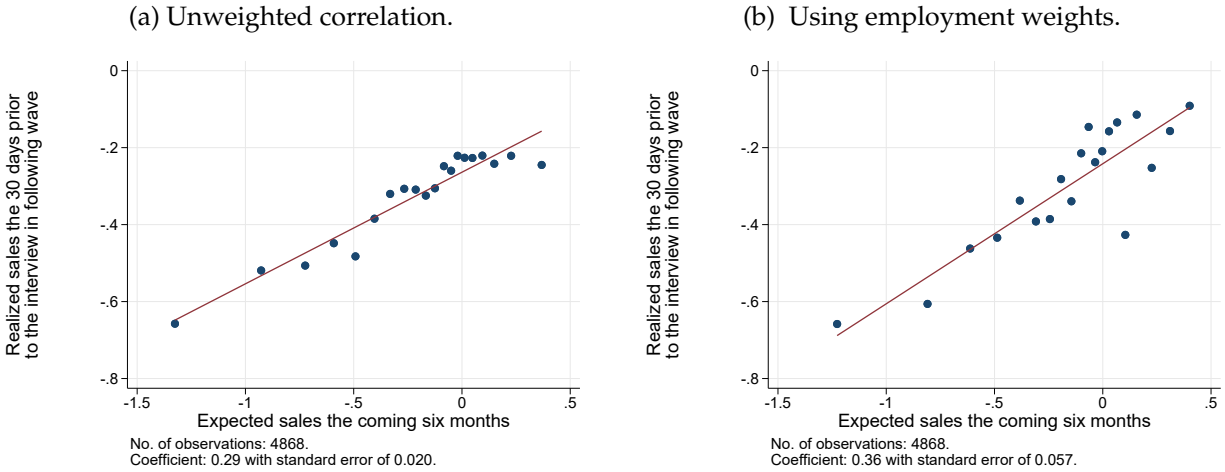 (a) Unweighted correlation.
Realized sales the 30 days prior
to the interview in following wave
0
-.2
-.4
-.6
-.8
-1.5
-1
-.5
0
.5
Expected sales the coming six months
No. of observations: 4868.
Coefficient: 0.29 with standard error of 0.020.
(b) Using employment weights.
Realized sales the 30 days prior
to the interview in following wave
0
-.2
-.4
-.6
-.8
-1.5
-1
-.5
0
.5
Expected sales the coming six months
No. of observations: 4868.
Coefficient: 0.36 with standard error of 0.057.